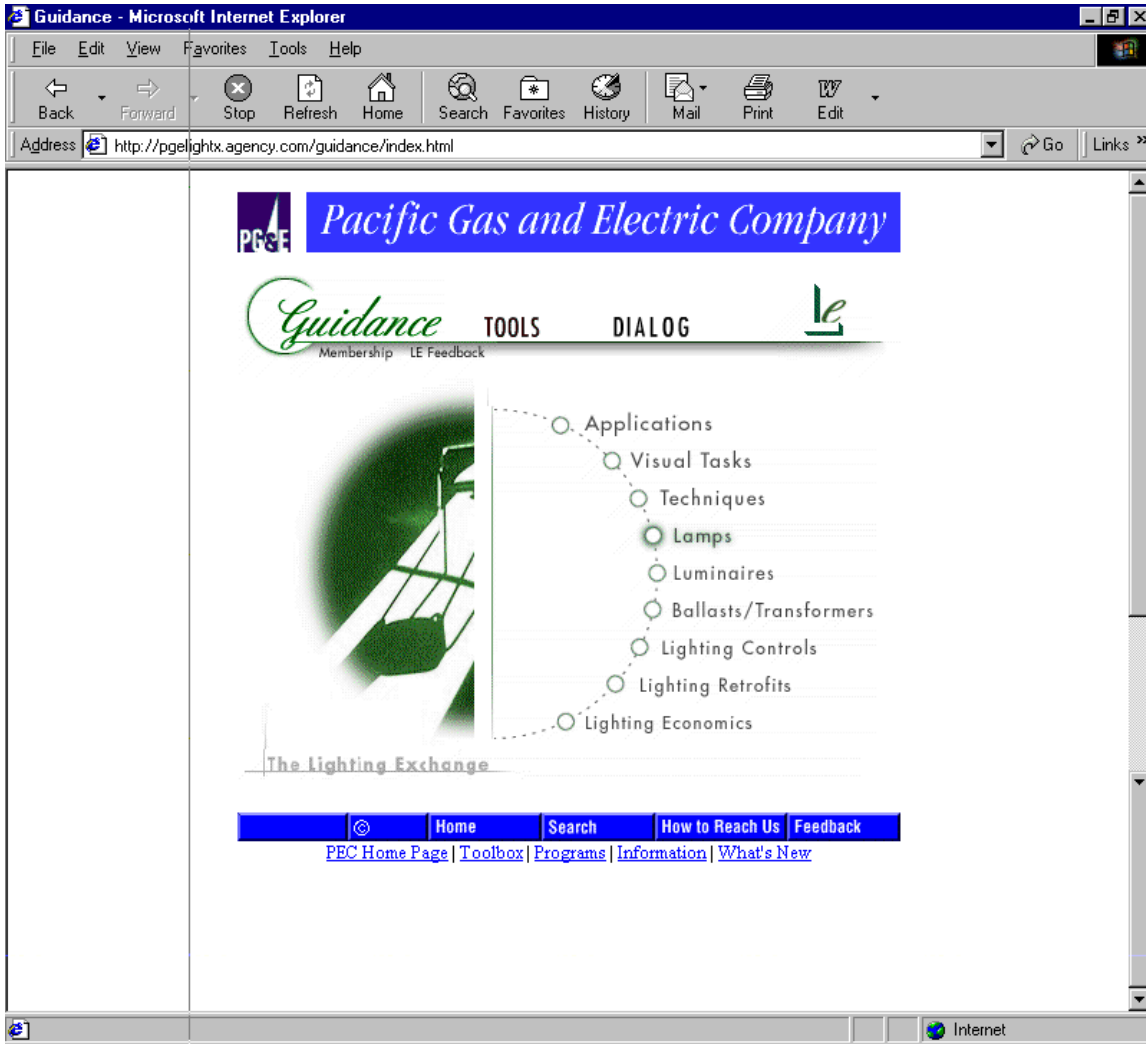 Guidance - Microsoft Internet Explorer
File Edit View Favorites Tools Help
Back Forward Stop Refresh Home Search Favorites History Mail Print Edit
Address http://pgelightx.agency.com/guidance/index.html Go Links »
PG&E Pacific Gas and Electric Company
Guidance TOOLS DIALOG le
Membership LE Feedback
Applications
Visual Tasks
Techniques
Lamps
Luminaires
Ballasts/Transformers
Lighting Controls
Lighting Retrofits
Lighting Economics
The Lighting Exchange
© Home Search How to Reach Us Feedback
PEC Home Page | Toolbox | Programs | Information | What's New
Internet